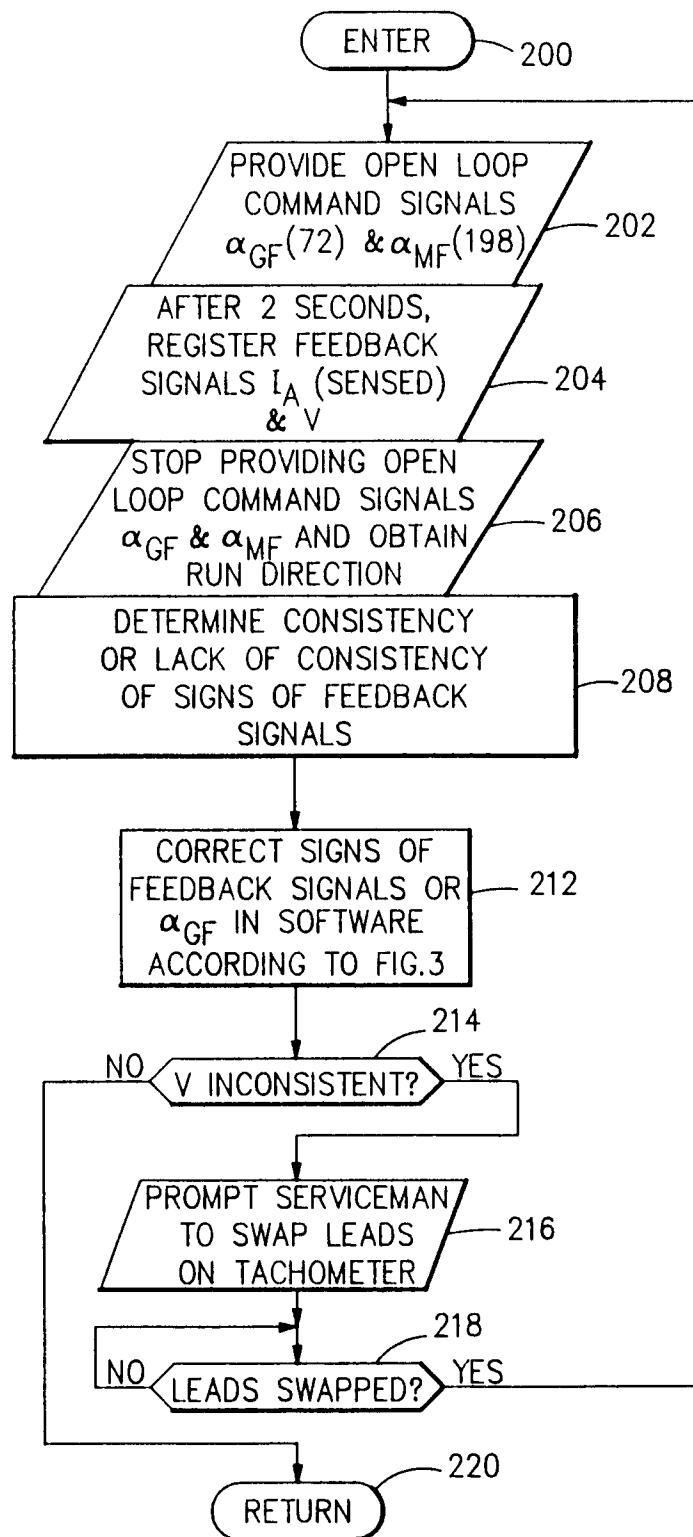 ENTER
200
PROVIDE OPEN LOOP
COMMAND SIGNALS
αGF(72) & αMF(198)
202
AFTER 2 SECONDS,
REGISTER FEEDBACK
SIGNALS IA (SENSED)
& V
204
STOP PROVIDING OPEN
LOOP COMMAND SIGNALS
αGF & αMF AND OBTAIN
RUN DIRECTION
206
DETERMINE CONSISTENCY
OR LACK OF CONSISTENCY
OF SIGNS OF FEEDBACK
SIGNALS
208
CORRECT SIGNS OF
FEEDBACK SIGNALS OR
αGF IN SOFTWARE
ACCORDING TO FIG.3
212
214
NO
V INCONSISTENT?
YES
PROMPT SERVICEMAN
TO SWAP LEADS
ON TACHOMETER
216
218
NO
LEADS SWAPPED?
YES
220
RETURN